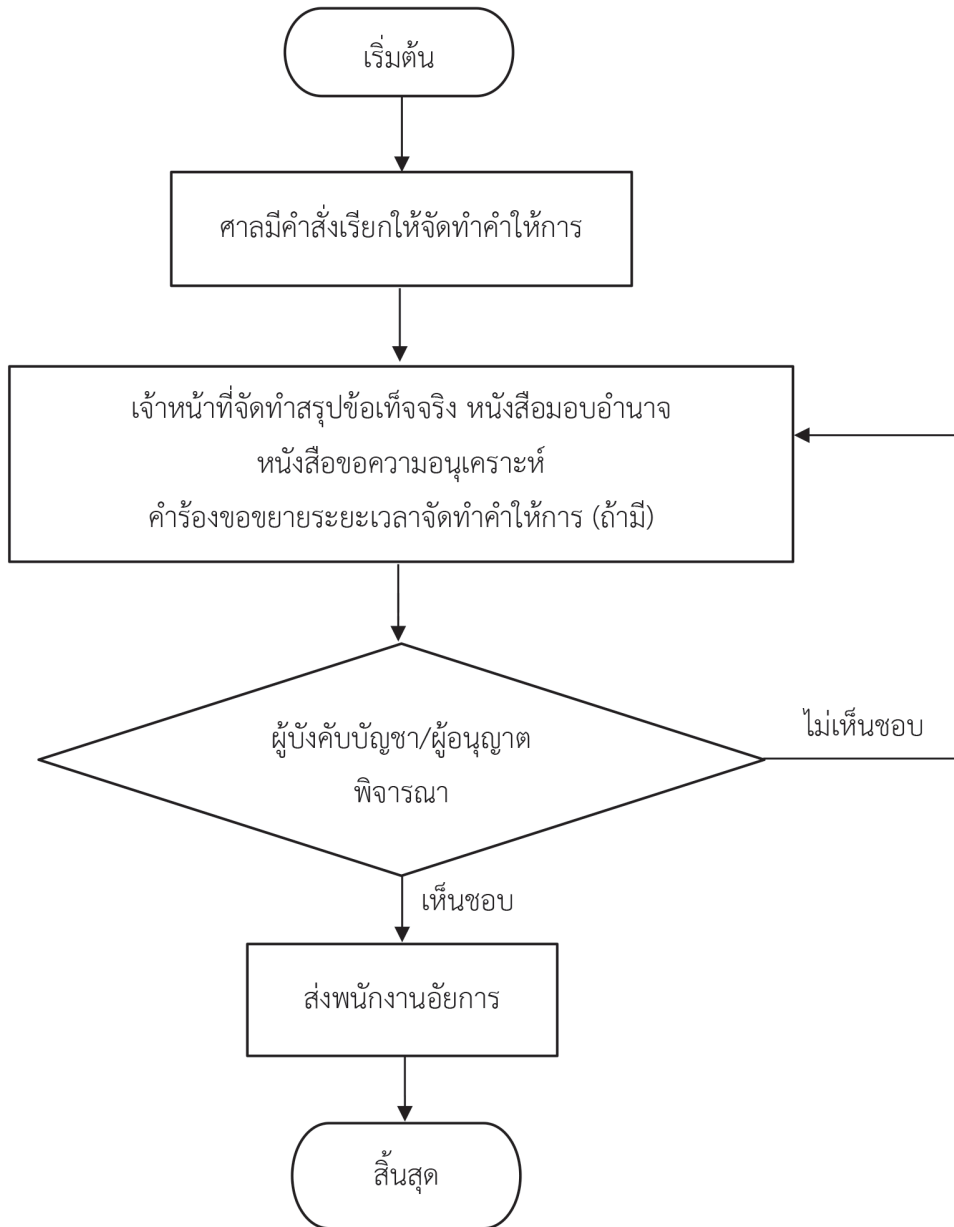 เริ่มต้น
ศาลมีคำสั่งเรียกให้จัดทำคำให้การ
เจ้าหน้าที่จัดทำสรุปข้อเท็จจริง หนังสือมอบอำนาจ
หนังสือขอความอนุเคราะห์
คำร้องขอขยายระยะเวลาจัดทำคำให้การ (ถ้ามี)
ผู้บังคับบัญชา/ผู้อนุญาต
พิจารณา
ไม่เห็นชอบ
เห็นชอบ
ส่งพนักงานอัยการ
สิ้นสุด